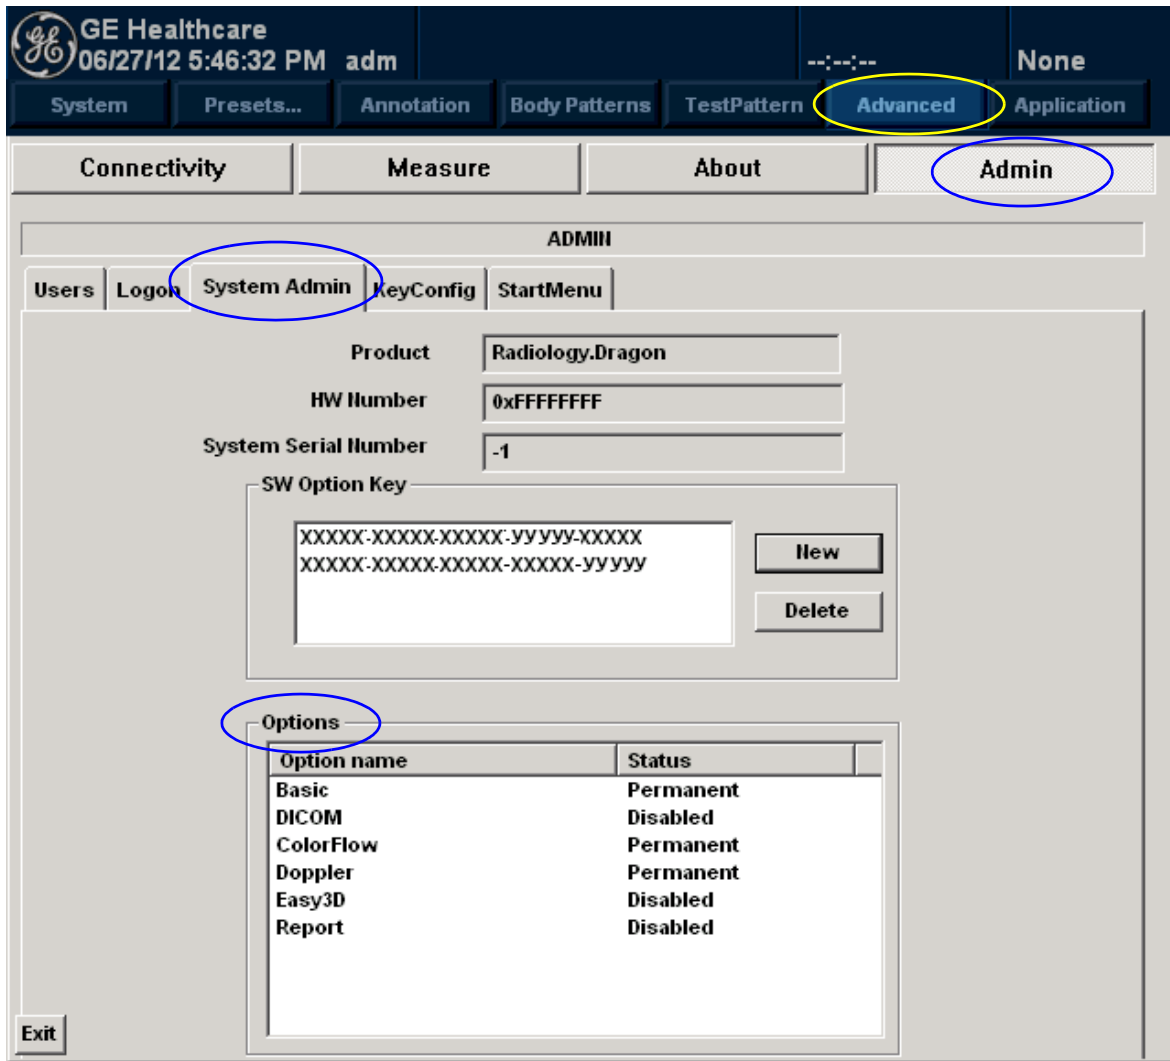 GE Healthcare
06/27/12 5:46:32 PM adm --:--:-- None
System Presets... Annotation Body Patterns TestPattern Advanced Application
Connectivity Measure About Admin
ADMIN
Users Logon System Admin KeyConfig StartMenu
Product Radiology.Dragon
HW Number 0xFFFFFFFF
System Serial Number -1
SW Option Key
XXXXX-XXXXX-XXXXX-yyyyy-XXXXX
XXXXX-XXXXX-XXXXX-XXXXX-yyyyy
New
Delete
Options
Option name Status
Basic Permanent
DICOM Disabled
ColorFlow Permanent
Doppler Permanent
Easy3D Disabled
Report Disabled
Exit